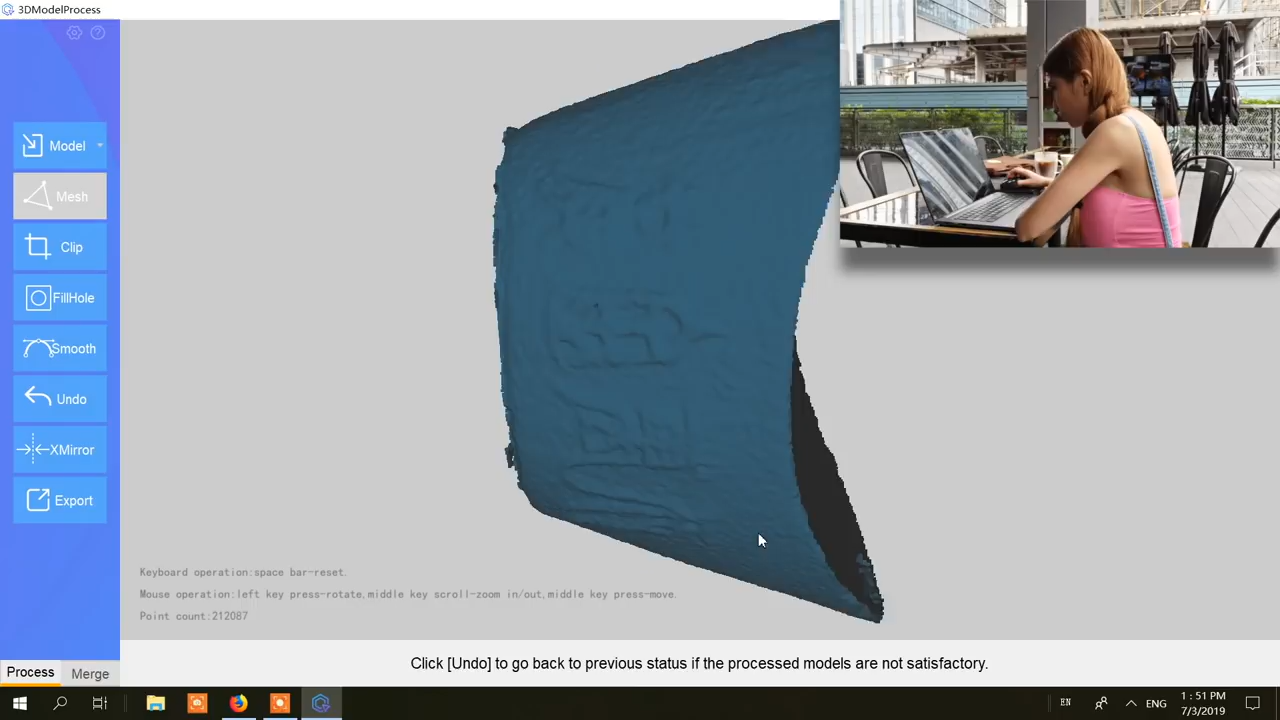 3DModelProcess
Model
Mesh
Clip
FillHole
Smooth
Undo
XMirror
Export
Keyboard operation:space bar-reset.
Mouse operation:left key press-rotate,middle key scroll-zoom in/out,middle key press-move.
Point count:212087
Process
Merge
Click [Undo] to go back to previous status if the processed models are not satisfactory.
EN
ENG
1:51 PM
7/3/2019